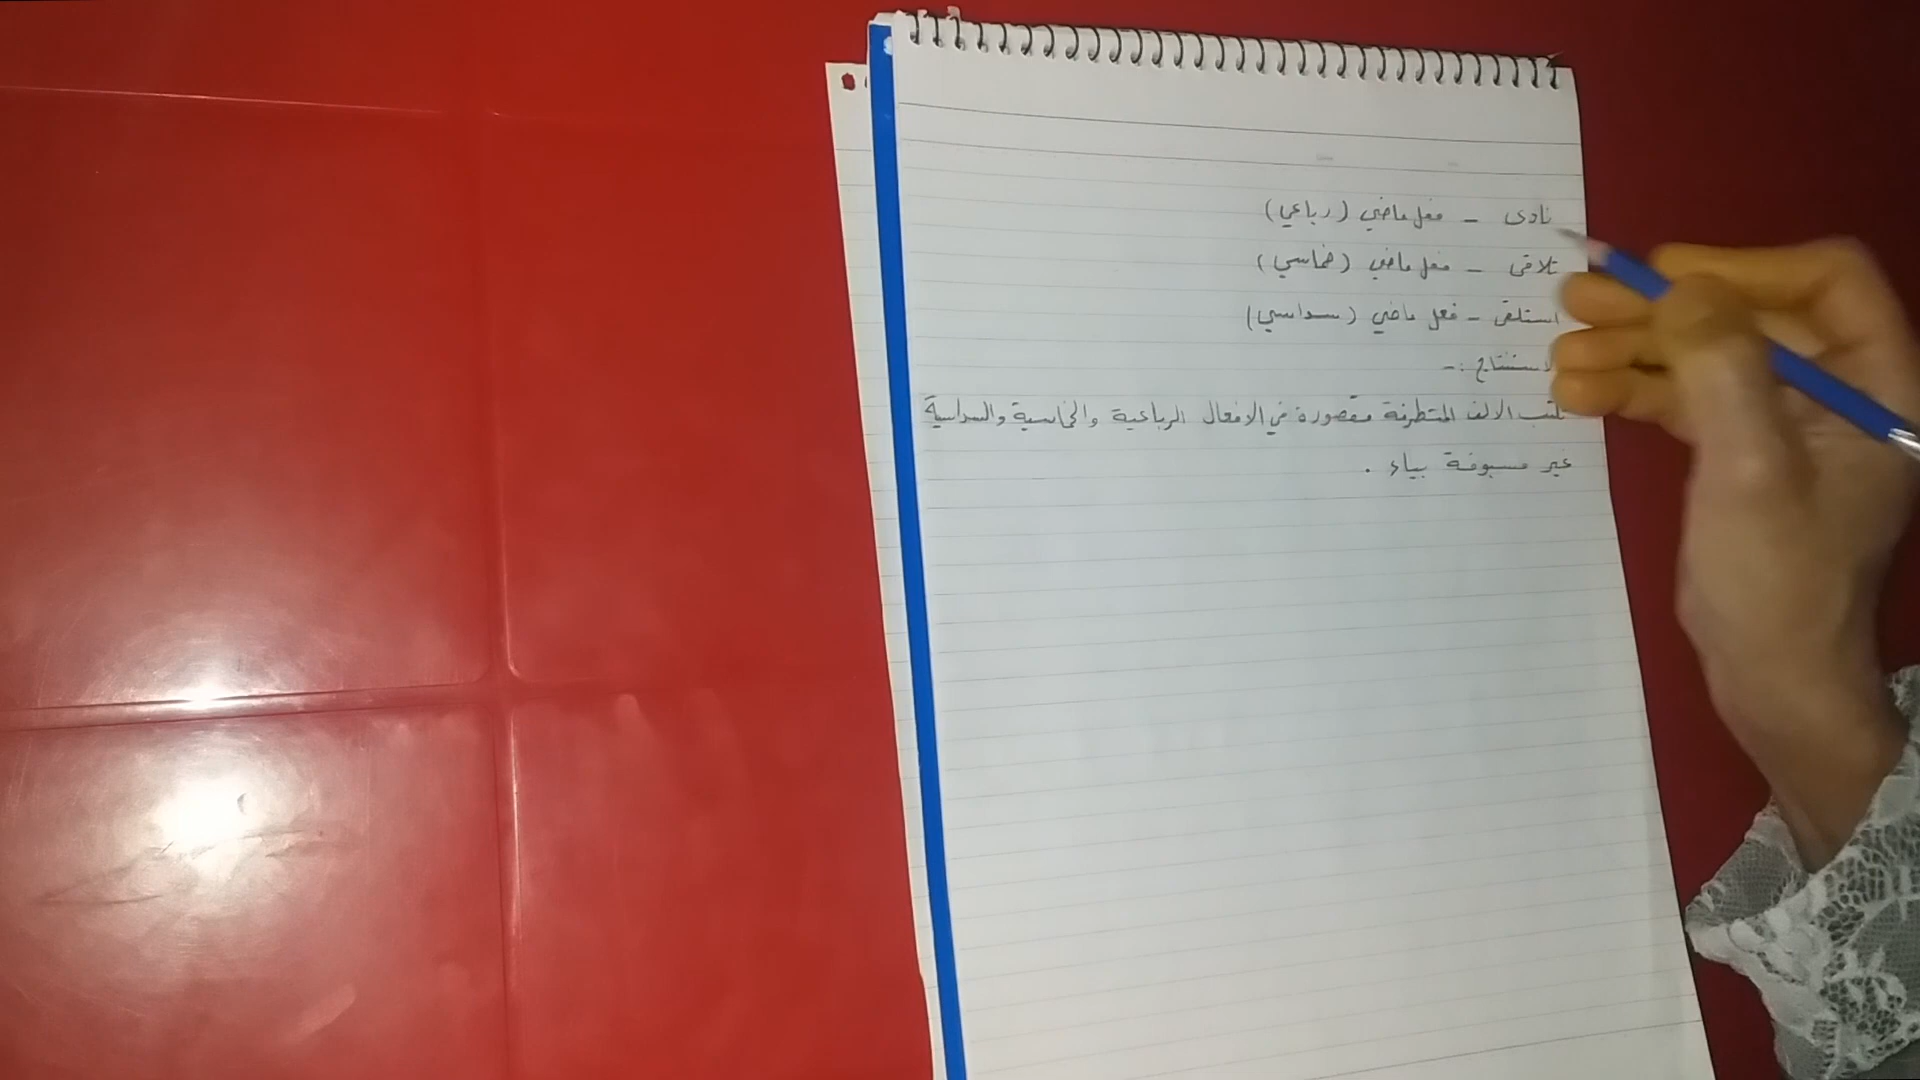 نادى - فعل ماضي (رباعي)
تلاقى - فعل ماضي (خماسي)
استلقى - فعل ماضي (سداسي)
الاستنتاج :-
تكتب الالف المتطرفة مقصورة في الافعال الرباعية والخماسية والسداسية
غير مسبوقة بياء .